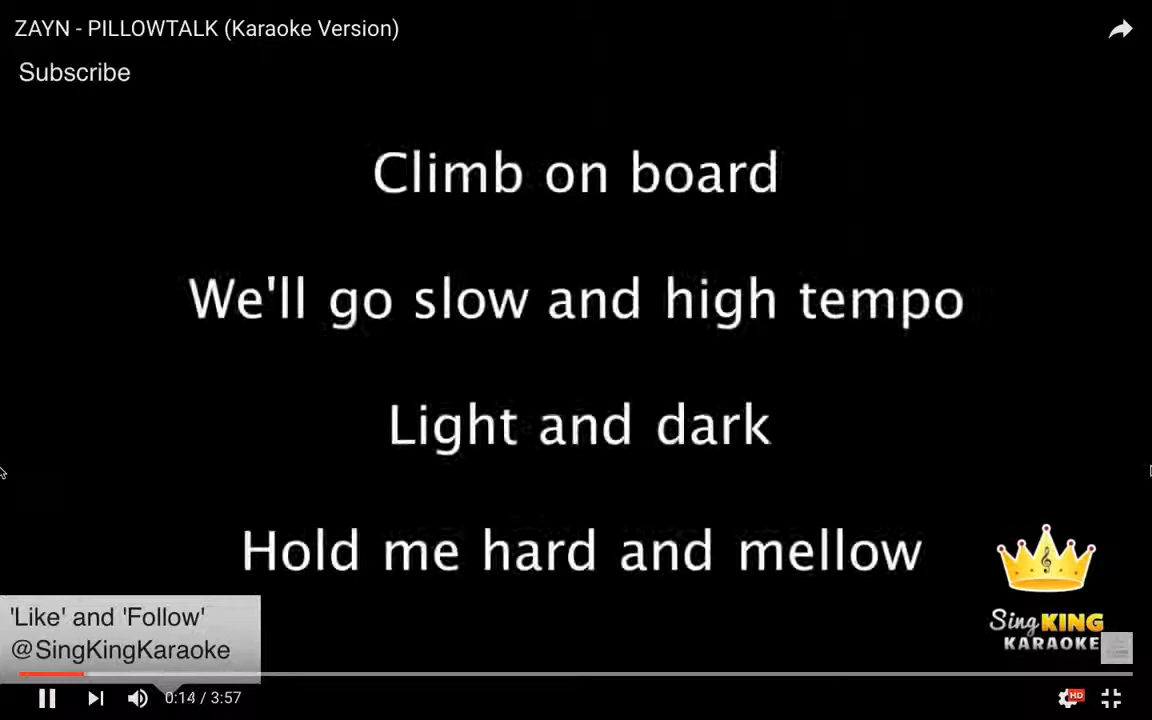 ZAYN - PILLOWTALK (Karaoke Version)
Subscribe
Climb on board
We'll go slow and high tempo
Light and dark
Hold me hard and mellow
'Like' and 'Follow'
@SingKingKaraoke
Sing KING
KARAOKE
0:14 / 3:57
HD